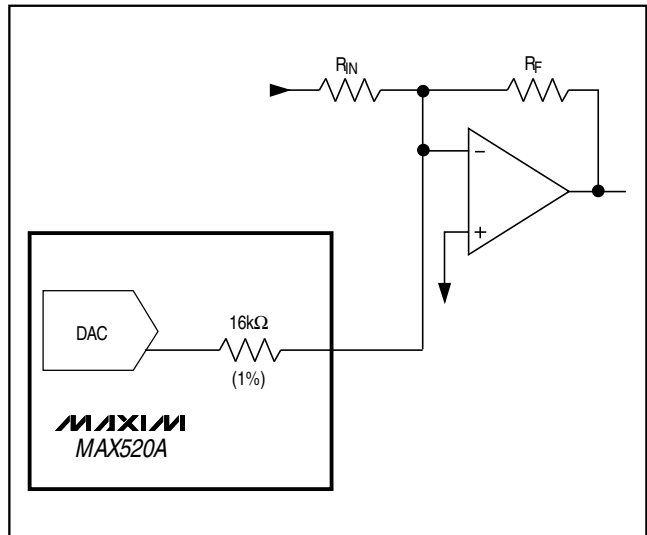 RIN
RF
−
+
DAC
16kΩ
(1%)
MAXIM
MAX520A